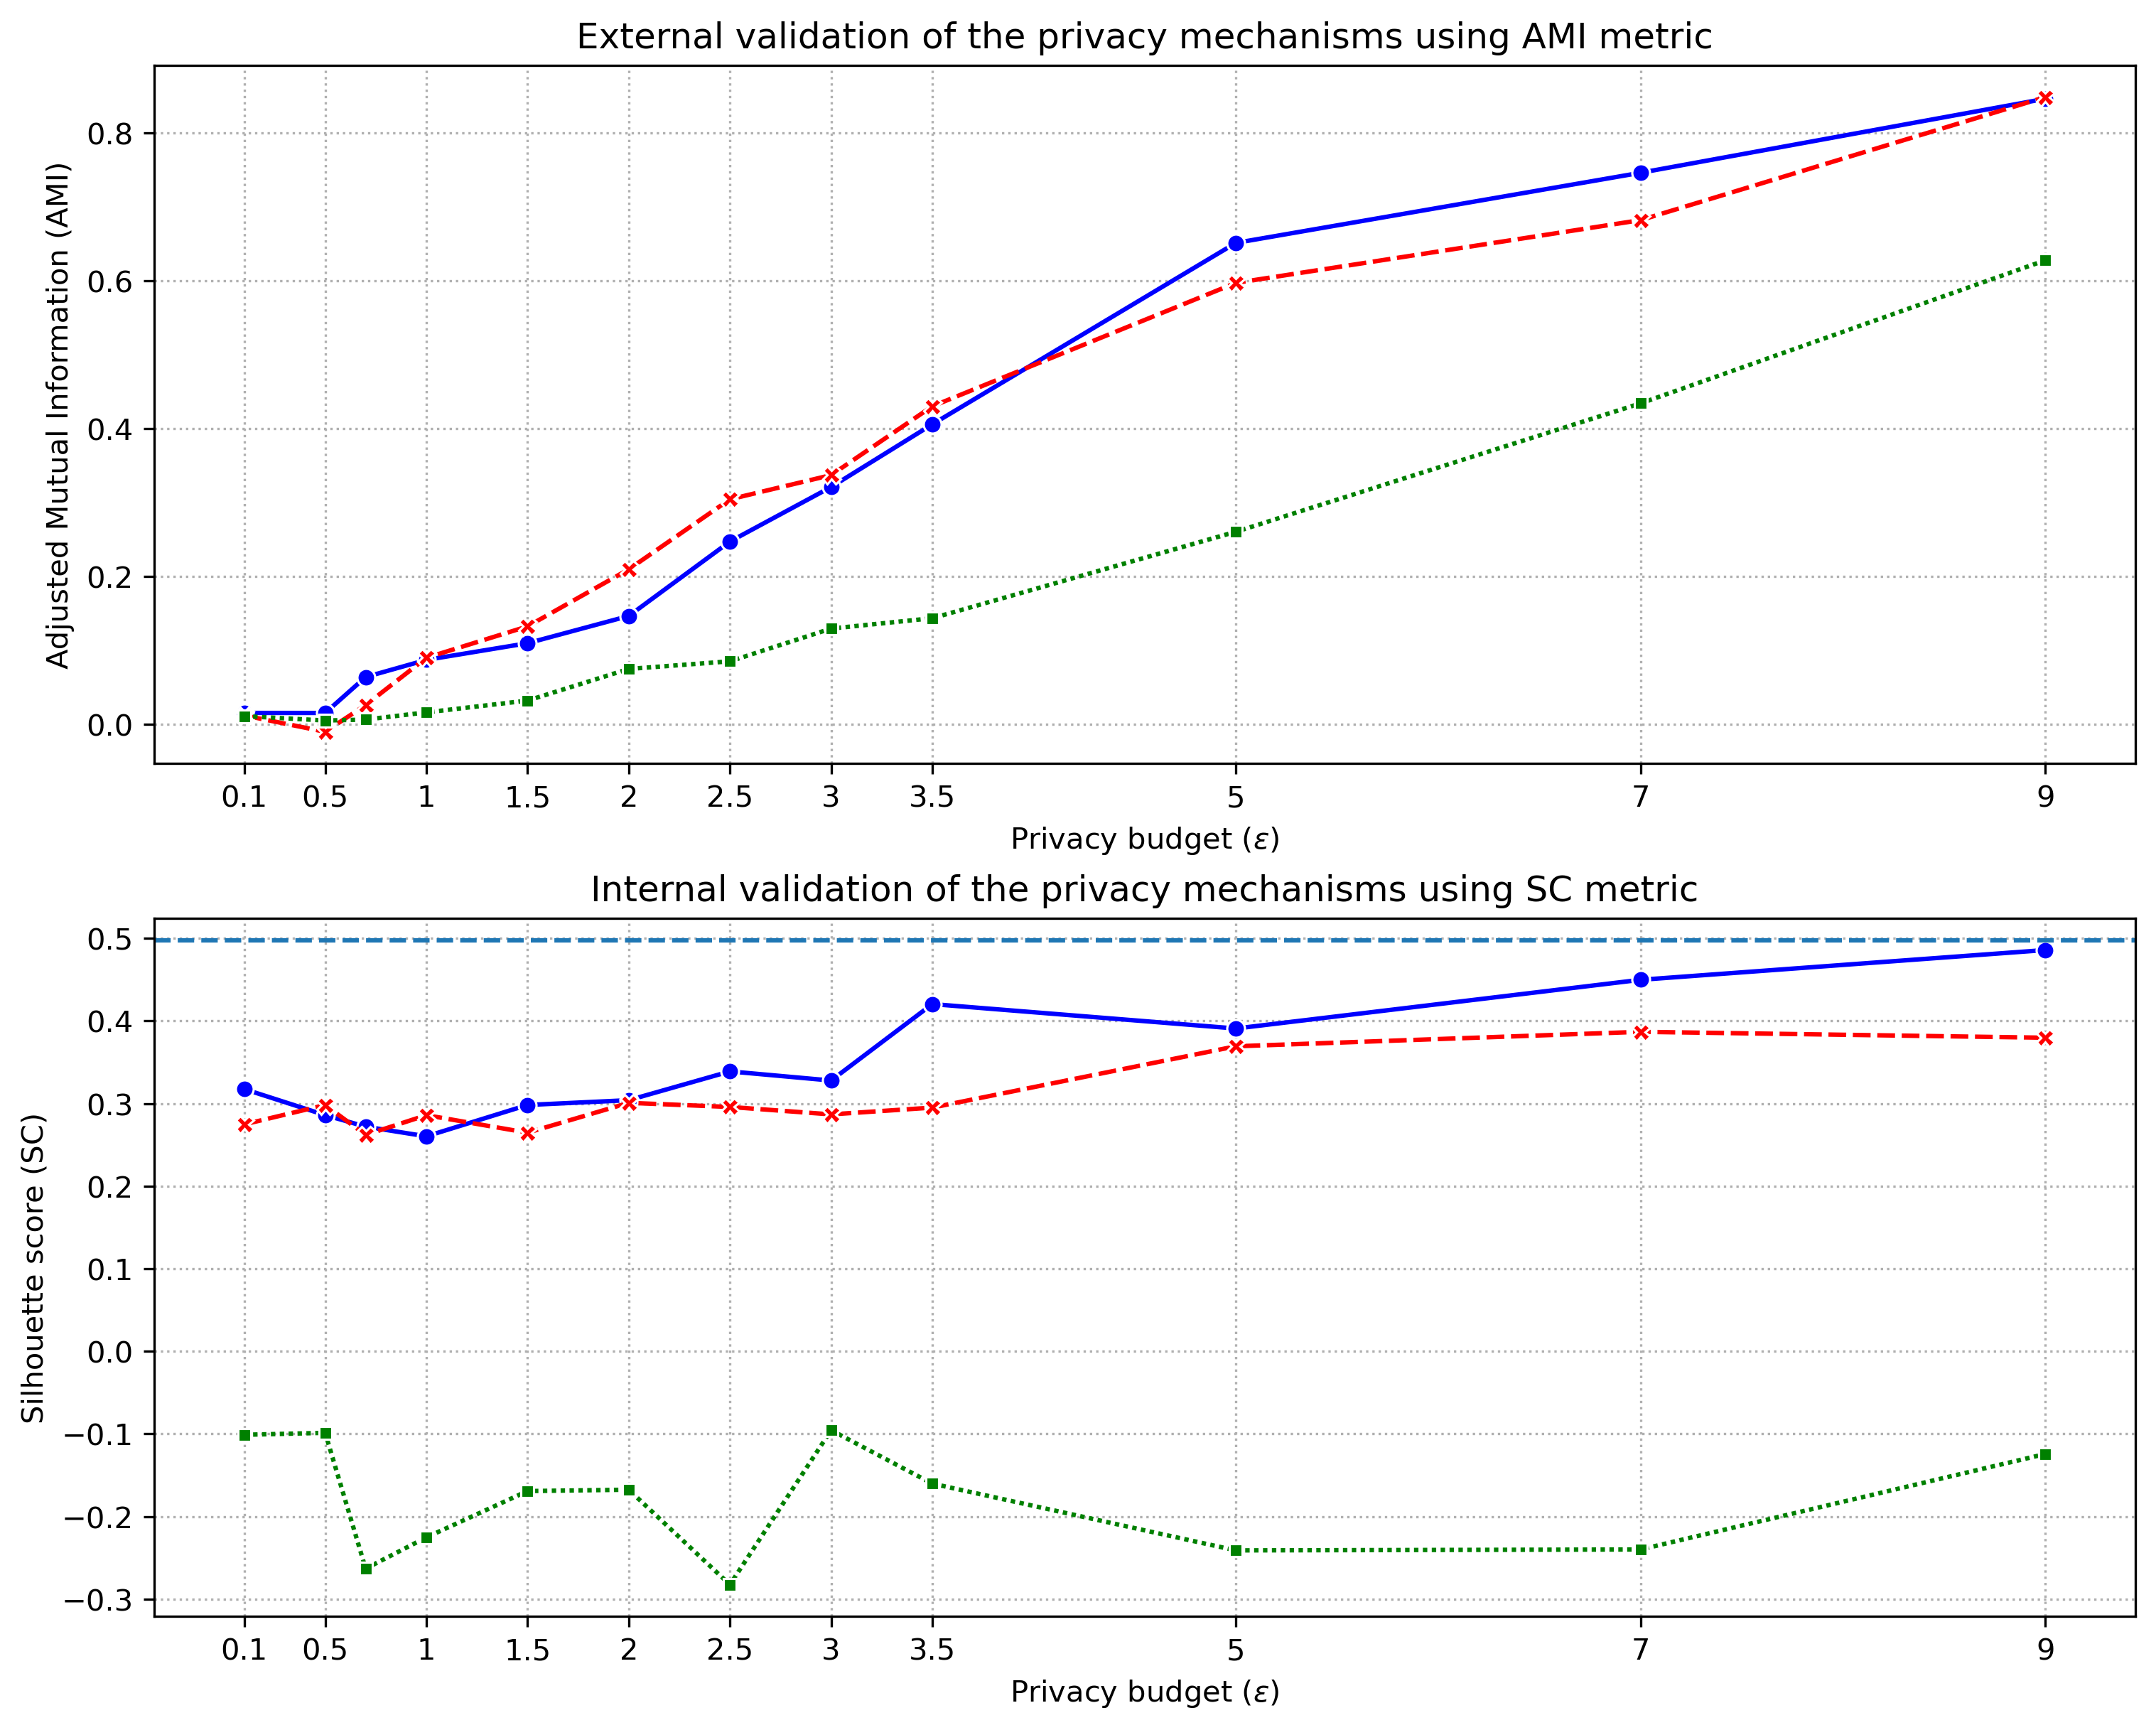 External validation of the privacy mechanisms using AMI metric
Adjusted Mutual Information (AMI)
0.8
0.6
0.4
0.2
0.0
0.1 0.5 1 1.5 2 2.5 3 3.5 5 7 9
Privacy budget (ε)
Internal validation of the privacy mechanisms using SC metric
Silhouette score (SC)
0.5
0.4
0.3
0.2
0.1
0.0
−0.1
−0.2
−0.3
0.1 0.5 1 1.5 2 2.5 3 3.5 5 7 9
Privacy budget (ε)